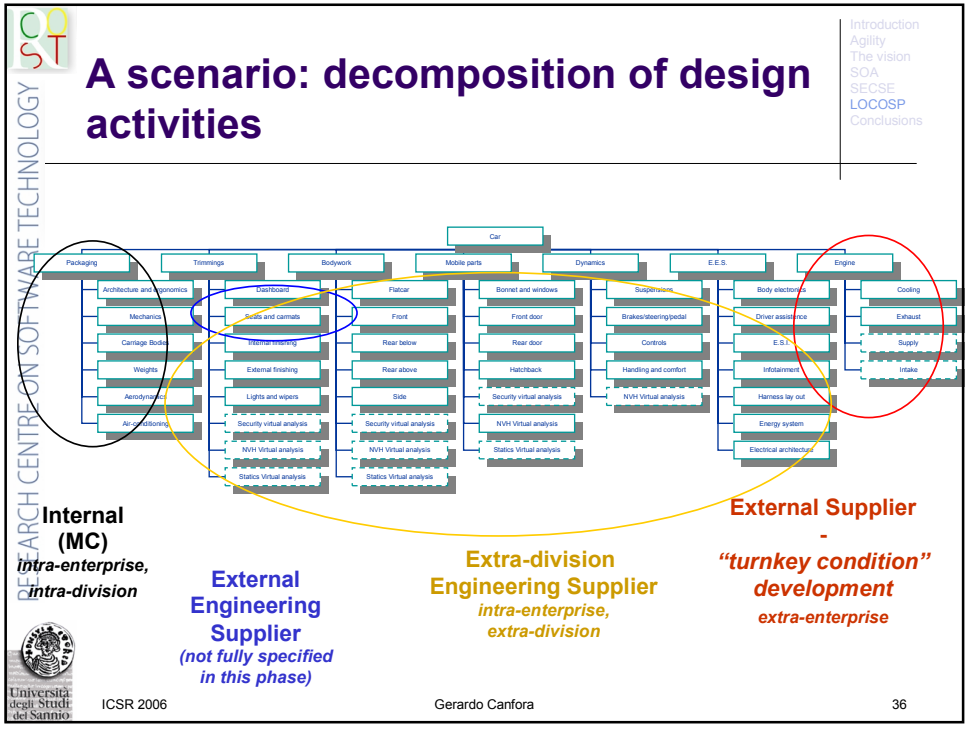 R COST
RESEARCH CENTRE ON SOFTWARE TECHNOLOGY
A scenario: decomposition of design
activities
Introduction
Agility
The vision
SOA
SECSE
LOCOSP
Conclusions
Car
Packaging
Trimmings
Bodywork
Mobile parts
Dynamics
E.E.S.
Engine
Architecture and ergonomics
Mechanics
Carriage Bodies
Weights
Aerodynamics
Air-conditioning
Dashboard
Seats and carmats
Internal finishing
External finishing
Lights and wipers
Security virtual analysis
NVH Virtual analysis
Statics Virtual analysis
Flatcar
Front
Rear below
Rear above
Side
Security virtual analysis
NVH Virtual analysis
Statics Virtual analysis
Bonnet and windows
Front door
Rear door
Hatchback
Security virtual analysis
NVH Virtual analysis
Statics Virtual analysis
Suspensions
Brakes/steering/pedal
Controls
Handling and comfort
NVH Virtual analysis
Body electronics
Driver assistence
E.S.I.
Infotainment
Harness lay out
Energy system
Electrical architecture
Cooling
Exhaust
Supply
Intake
Internal
(MC)
intra-enterprise,
intra-division
External
Engineering
Supplier
(not fully specified
in this phase)
Extra-division
Engineering Supplier
intra-enterprise,
extra-division
External Supplier
-
“turnkey condition”
development
extra-enterprise
Università
degli Studi
del Sannio
ICSR 2006
Gerardo Canfora
36